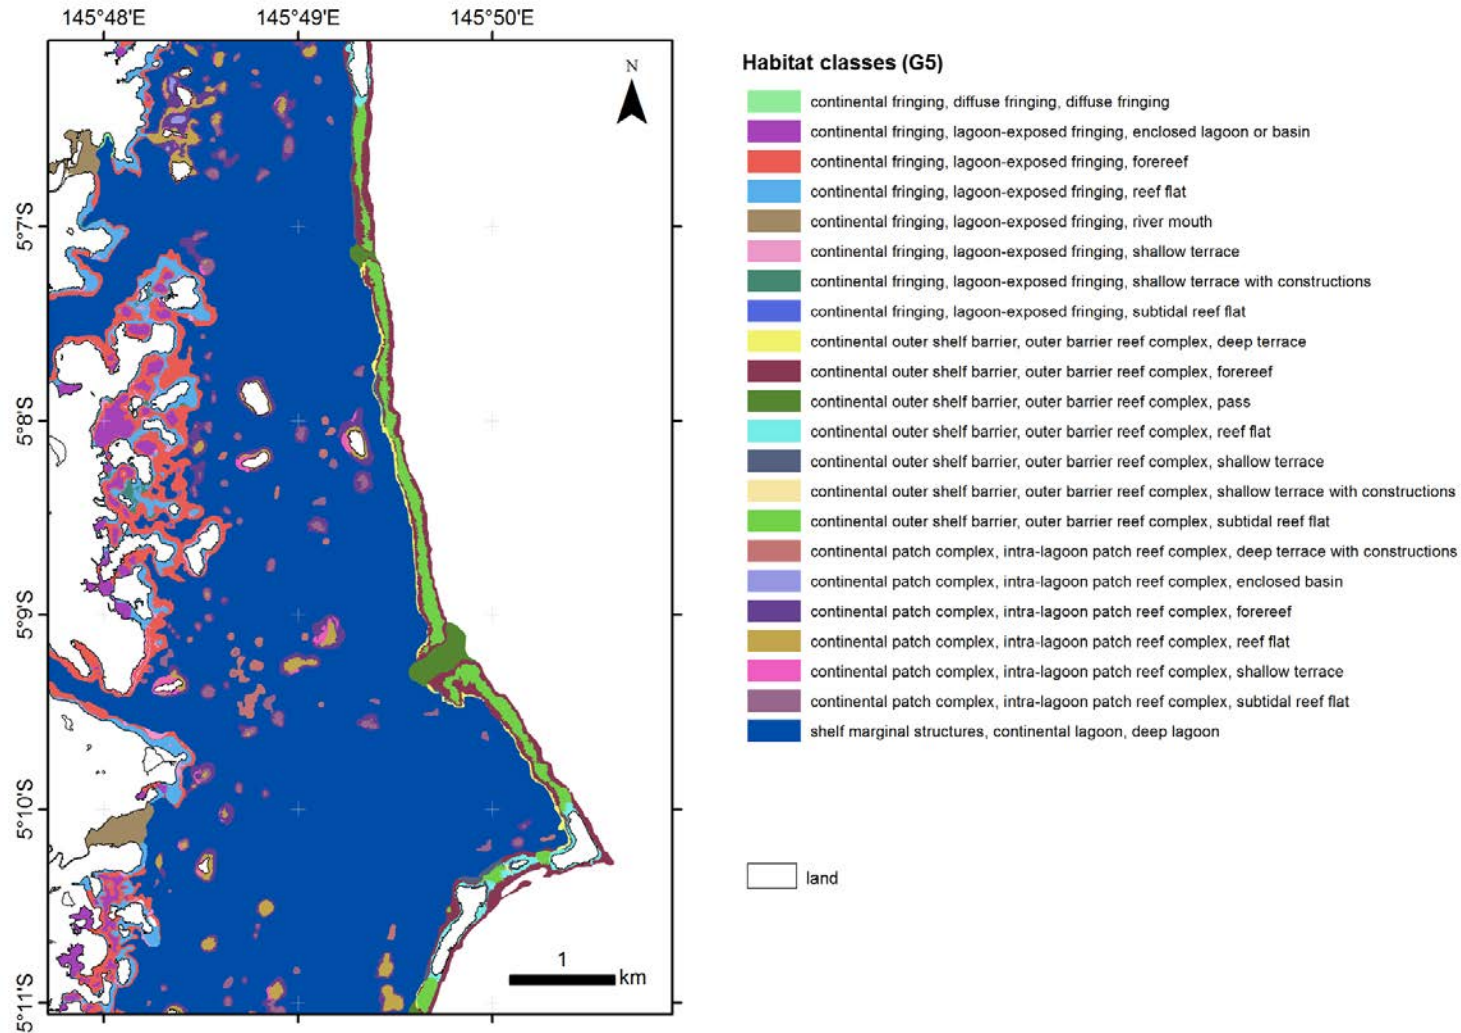 145°48'E 145°49'E 145°50'E
N
5°7'S
5°8'S
5°9'S
5°10'S
5°11'S
1
km
Habitat classes (G5)
continental fringing, diffuse fringing, diffuse fringing
continental fringing, lagoon-exposed fringing, enclosed lagoon or basin
continental fringing, lagoon-exposed fringing, forereef
continental fringing, lagoon-exposed fringing, reef flat
continental fringing, lagoon-exposed fringing, river mouth
continental fringing, lagoon-exposed fringing, shallow terrace
continental fringing, lagoon-exposed fringing, shallow terrace with constructions
continental fringing, lagoon-exposed fringing, subtidal reef flat
continental outer shelf barrier, outer barrier reef complex, deep terrace
continental outer shelf barrier, outer barrier reef complex, forereef
continental outer shelf barrier, outer barrier reef complex, pass
continental outer shelf barrier, outer barrier reef complex, reef flat
continental outer shelf barrier, outer barrier reef complex, shallow terrace
continental outer shelf barrier, outer barrier reef complex, shallow terrace with constructions
continental outer shelf barrier, outer barrier reef complex, subtidal reef flat
continental patch complex, intra-lagoon patch reef complex, deep terrace with constructions
continental patch complex, intra-lagoon patch reef complex, enclosed basin
continental patch complex, intra-lagoon patch reef complex, forereef
continental patch complex, intra-lagoon patch reef complex, reef flat
continental patch complex, intra-lagoon patch reef complex, shallow terrace
continental patch complex, intra-lagoon patch reef complex, subtidal reef flat
shelf marginal structures, continental lagoon, deep lagoon
land